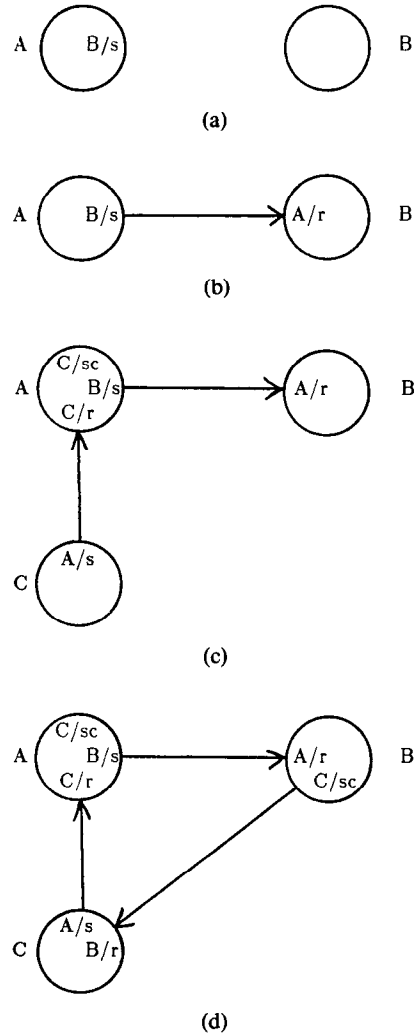 A B/s B
(a)
A B/s A/r B
(b)
C/sc
A B/s A/r B
C/r
A/s
C
(c)
C/sc
A B/s A/r B
C/r C/sc
A/s
C B/r
(d)